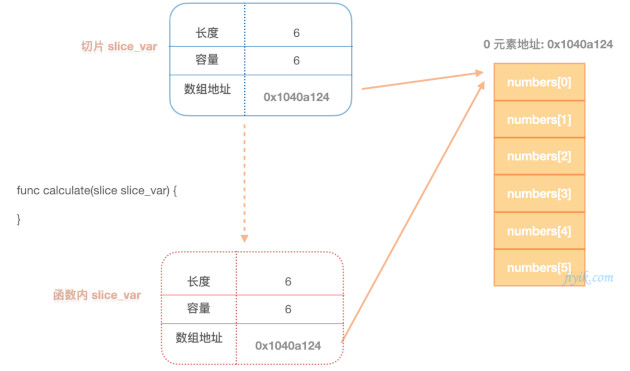 切片 slice_var
长度 6
容量 6
数组地址 0x1040a124
0 元素地址: 0x1040a124
numbers[0]
numbers[1]
numbers[2]
numbers[3]
numbers[4]
numbers[5]
func calculate(slice slice_var) {
}
函数内 slice_var
长度 6
容量 6
数组地址 0x1040a124
jiyik.com